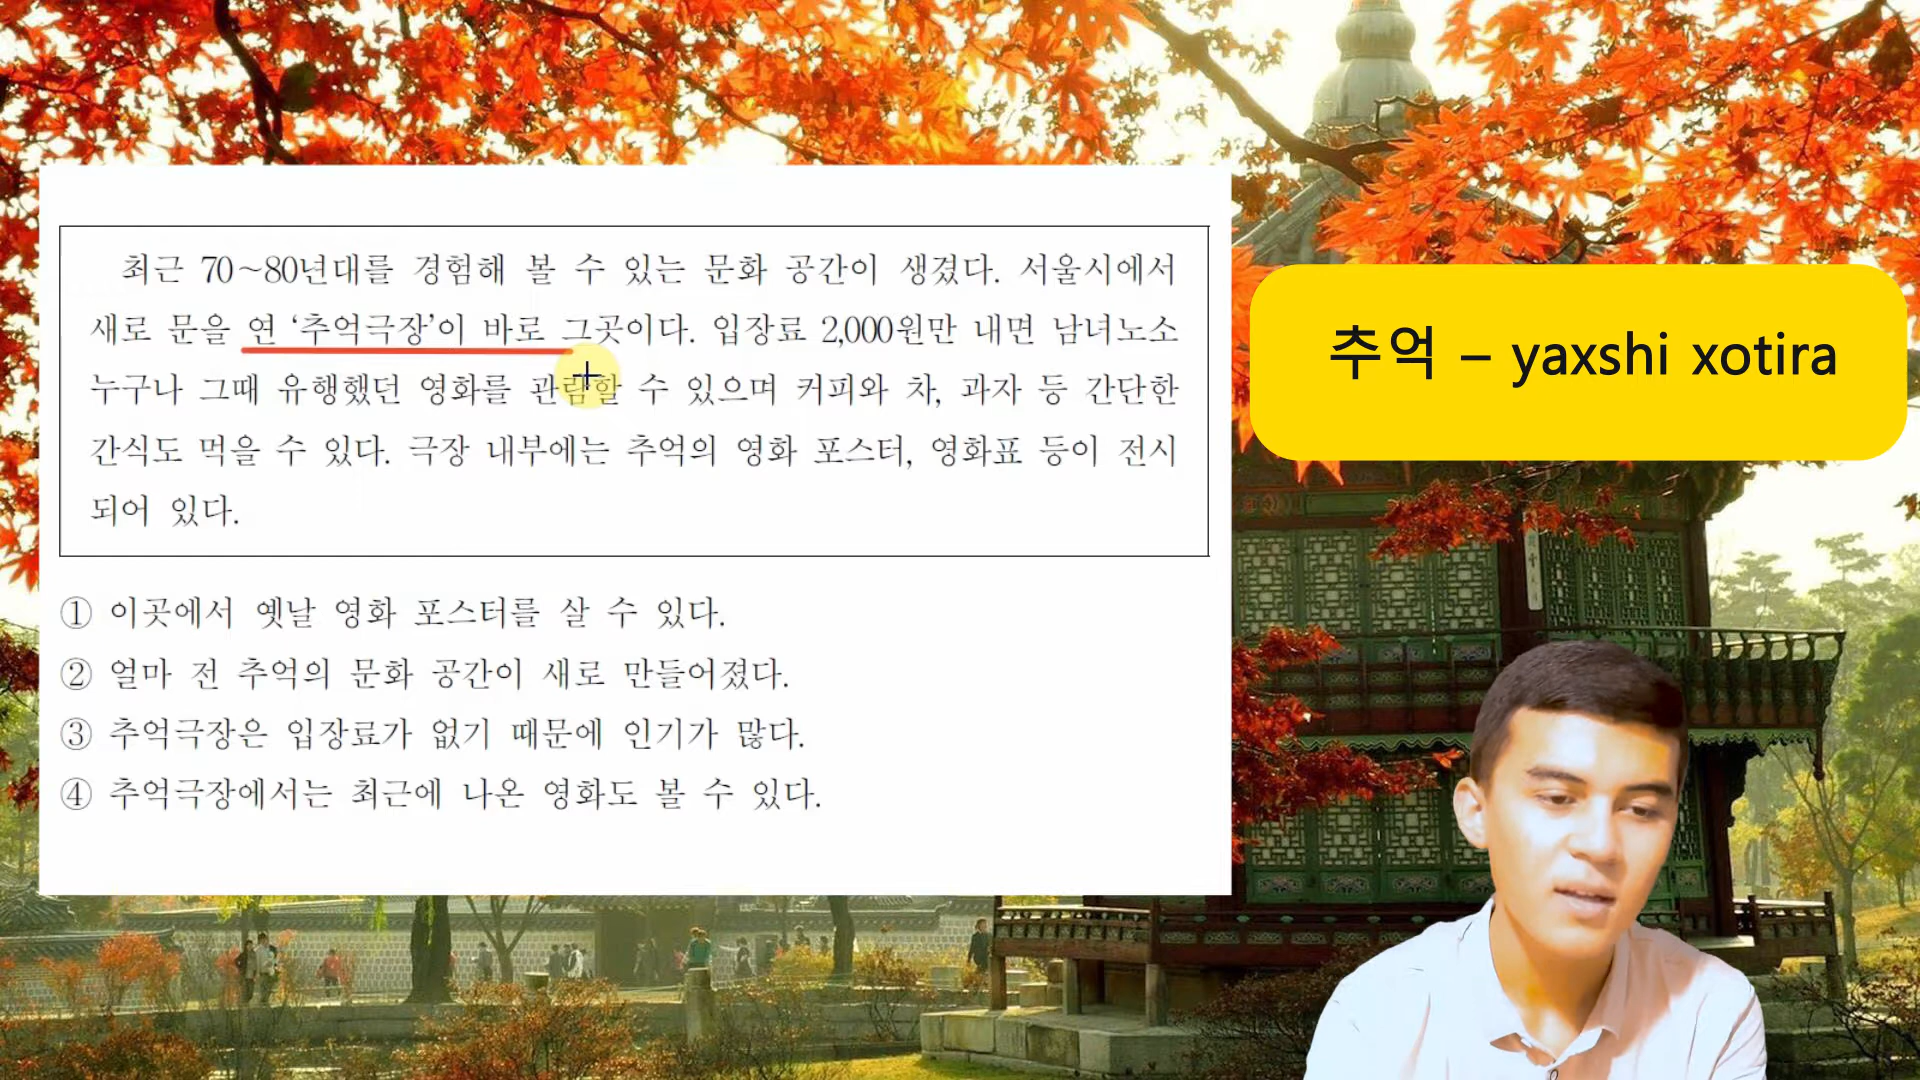 최근 70~80년대를 경험해 볼 수 있는 문화 공간이 생겼다. 서울시에서
새로 문을 연 ‘추억극장’이 바로 그곳이다. 입장료 2,000원만 내면 남녀노소
누구나 그때 유행했던 영화를 관람할 수 있으며 커피와 차, 과자 등 간단한
간식도 먹을 수 있다. 극장 내부에는 추억의 영화 포스터, 영화표 등이 전시
되어 있다.
① 이곳에서 옛날 영화 포스터를 살 수 있다.
② 얼마 전 추억의 문화 공간이 새로 만들어졌다.
③ 추억극장은 입장료가 없기 때문에 인기가 많다.
④ 추억극장에서는 최근에 나온 영화도 볼 수 있다.
추억 – yaxshi xotira